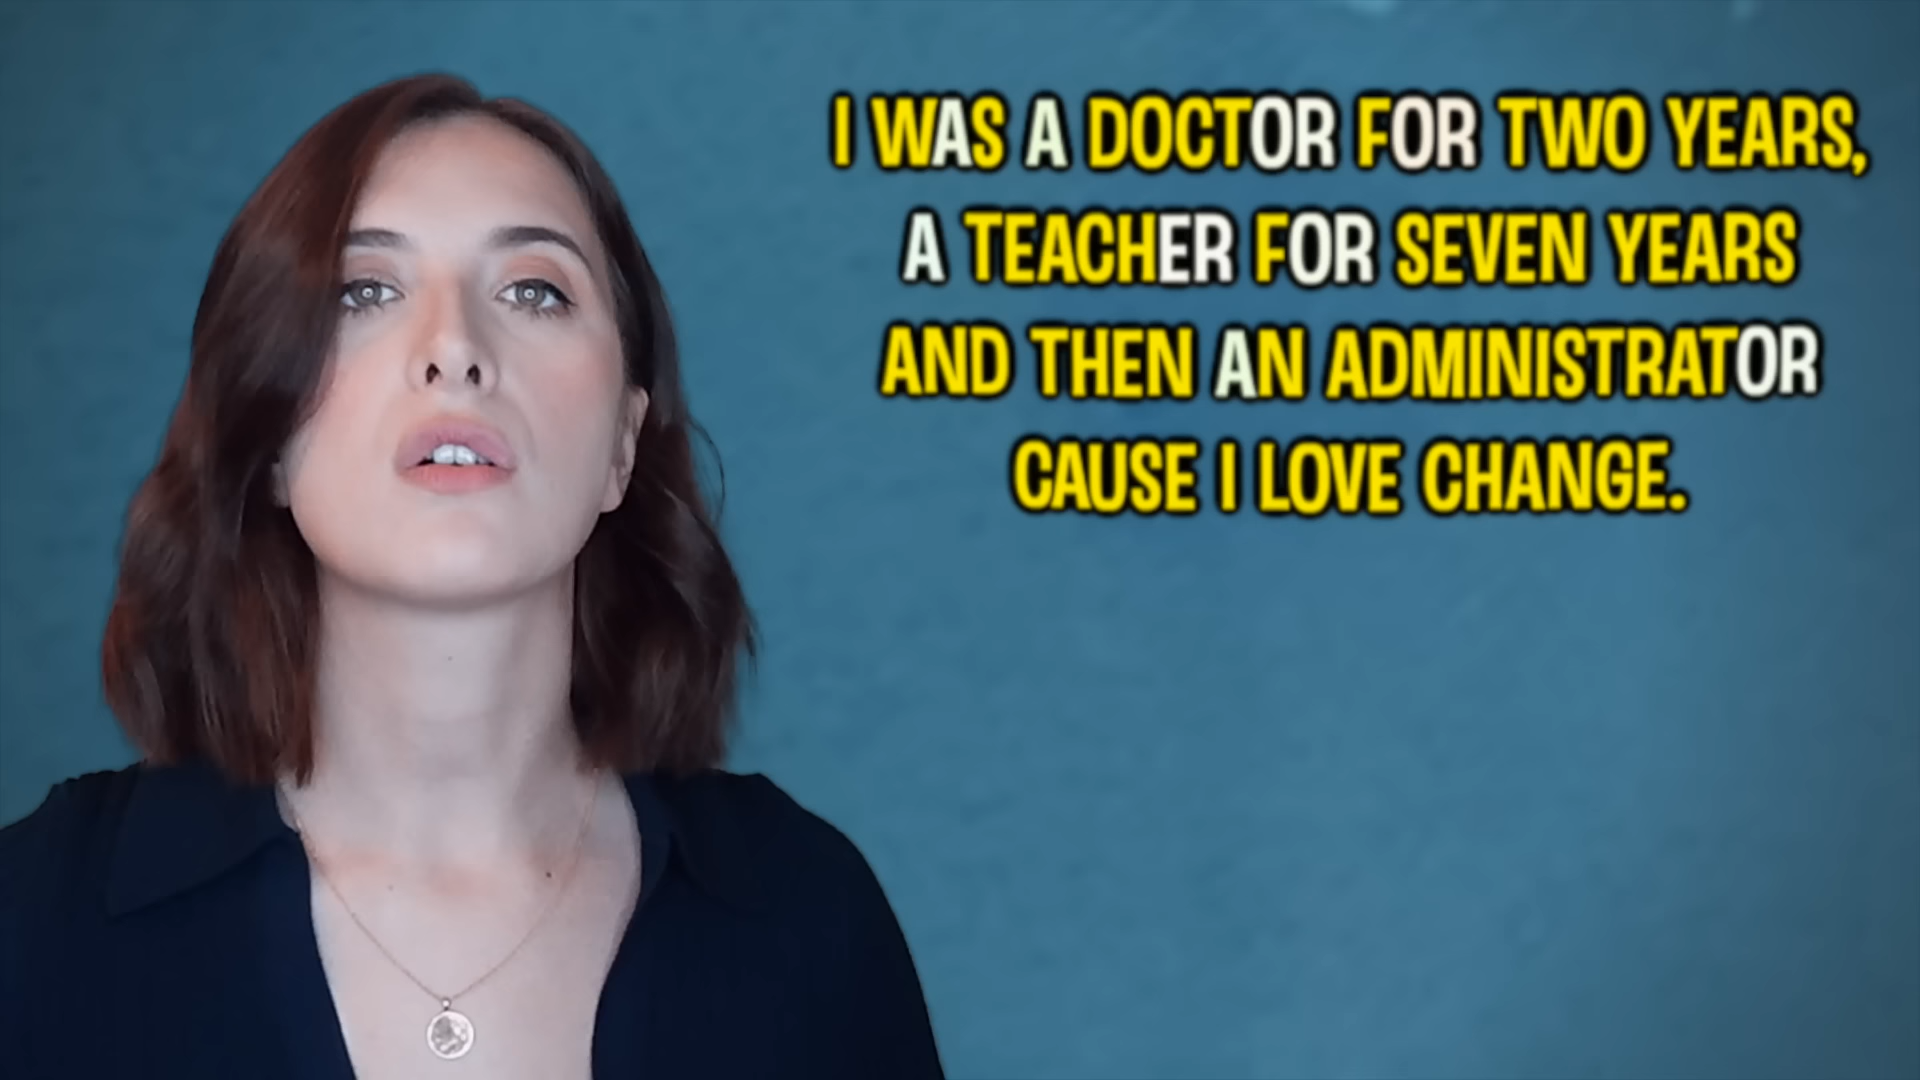 I WAS A DOCTOR FOR TWO YEARS,
A TEACHER FOR SEVEN YEARS
AND THEN AN ADMINISTRATOR
CAUSE I LOVE CHANGE.